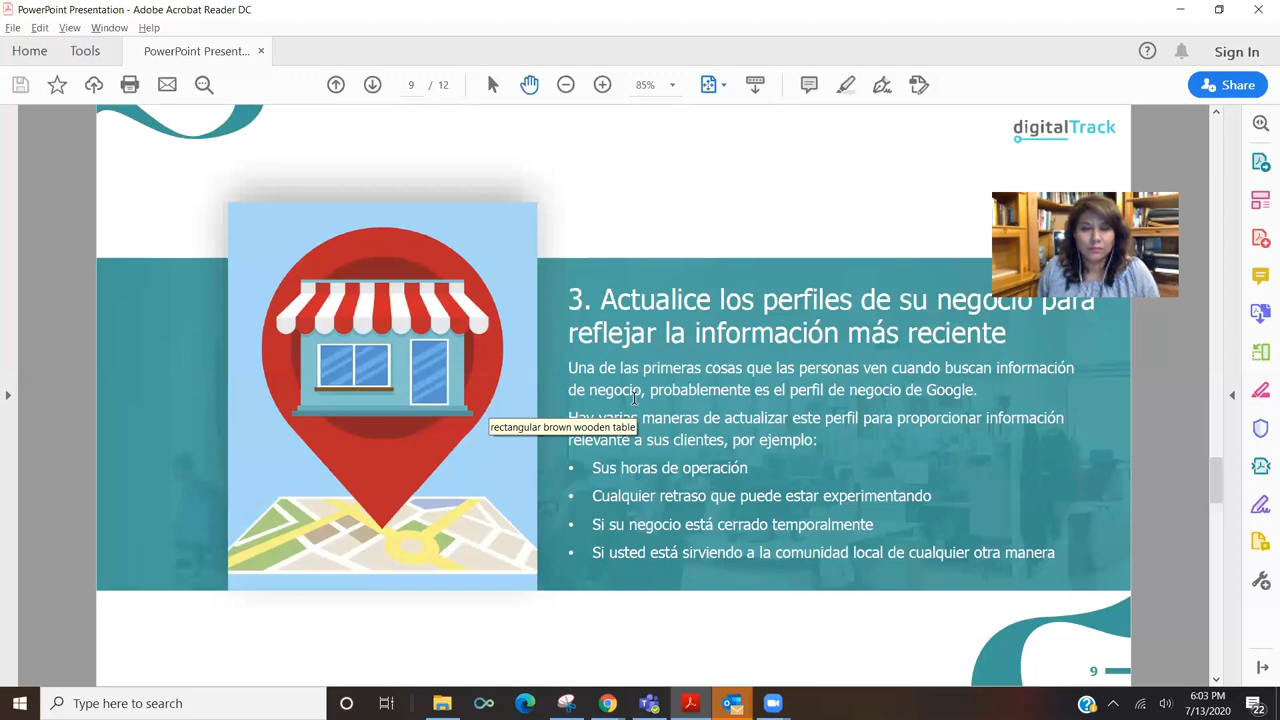 PowerPoint Presentation - Adobe Acrobat Reader DC
File Edit View Window Help
Home Tools PowerPoint Present... × Sign In
9 / 12 85% Share
digitalTrack
3. Actualice los perfiles de su negocio para
reflejar la información más reciente
Una de las primeras cosas que las personas ven cuando buscan información
de negocio, probablemente es el perfil de negocio de Google.
Hay varias maneras de actualizar este perfil para proporcionar información
rectangular brown wooden table
relevante a sus clientes, por ejemplo:
• Sus horas de operación
• Cualquier retraso que puede estar experimentando
• Si su negocio está cerrado temporalmente
• Si usted está sirviendo a la comunidad local de cualquier otra manera
9
Type here to search
6:03 PM
7/13/2020
22